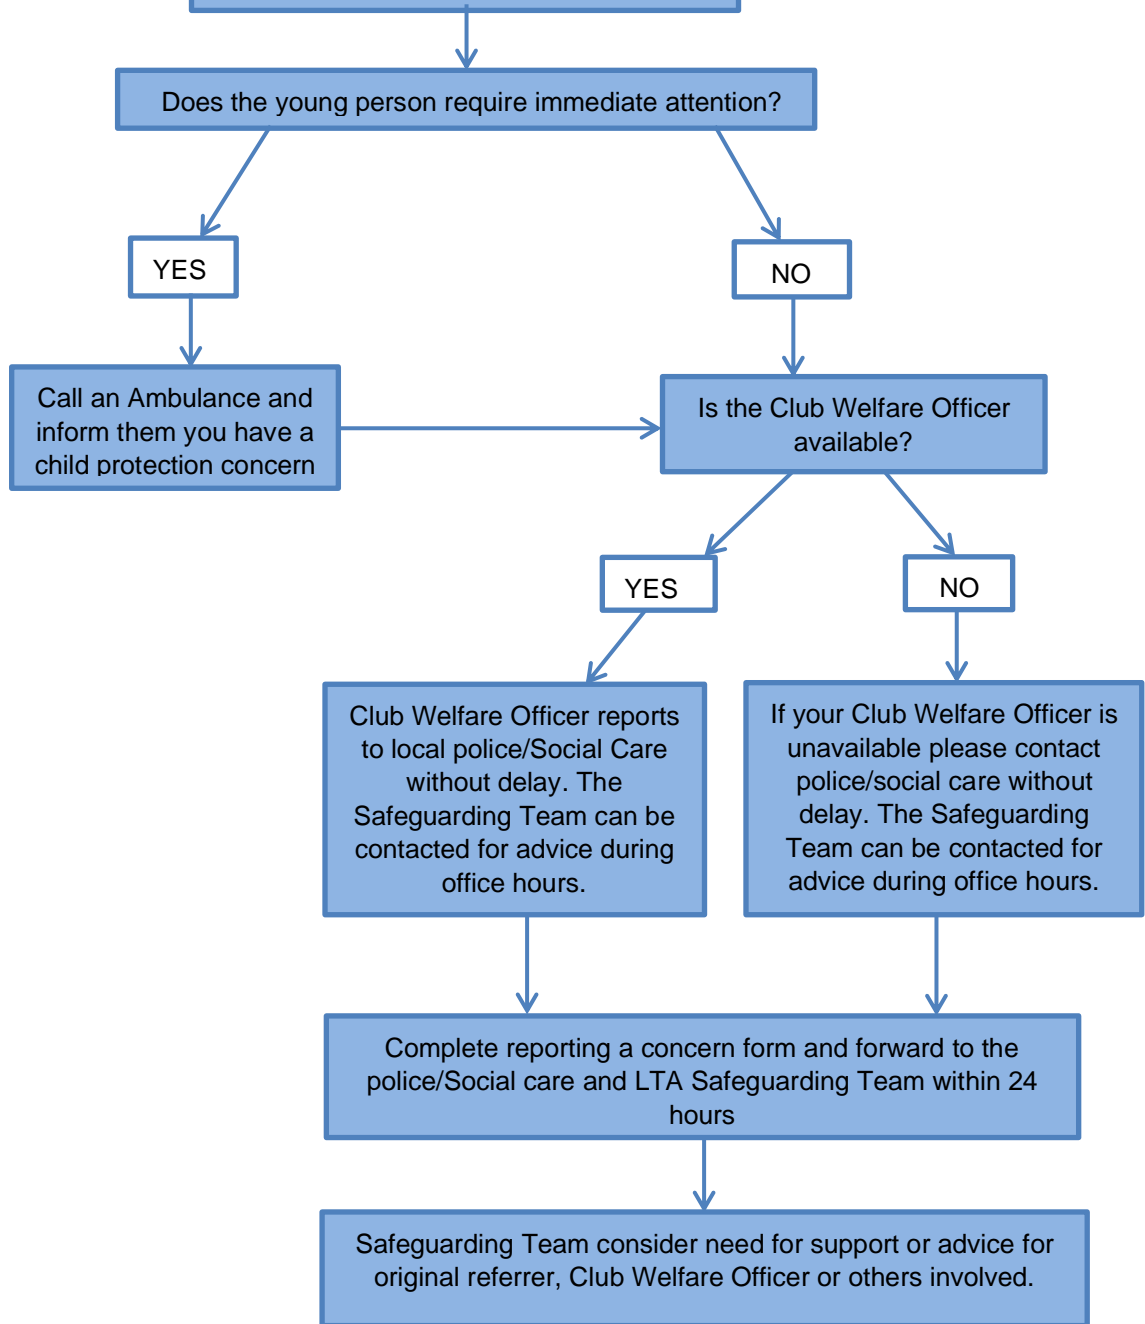 Does the young person require immediate attention?
YES
NO
Call an Ambulance and
inform them you have a
child protection concern
Is the Club Welfare Officer
available?
YES
NO
Club Welfare Officer reports
to local police/Social Care
without delay. The
Safeguarding Team can be
contacted for advice during
office hours.
If your Club Welfare Officer is
unavailable please contact
police/social care without
delay. The Safeguarding
Team can be contacted for
advice during office hours.
Complete reporting a concern form and forward to the
police/Social care and LTA Safeguarding Team within 24
hours
Safeguarding Team consider need for support or advice for
original referrer, Club Welfare Officer or others involved.